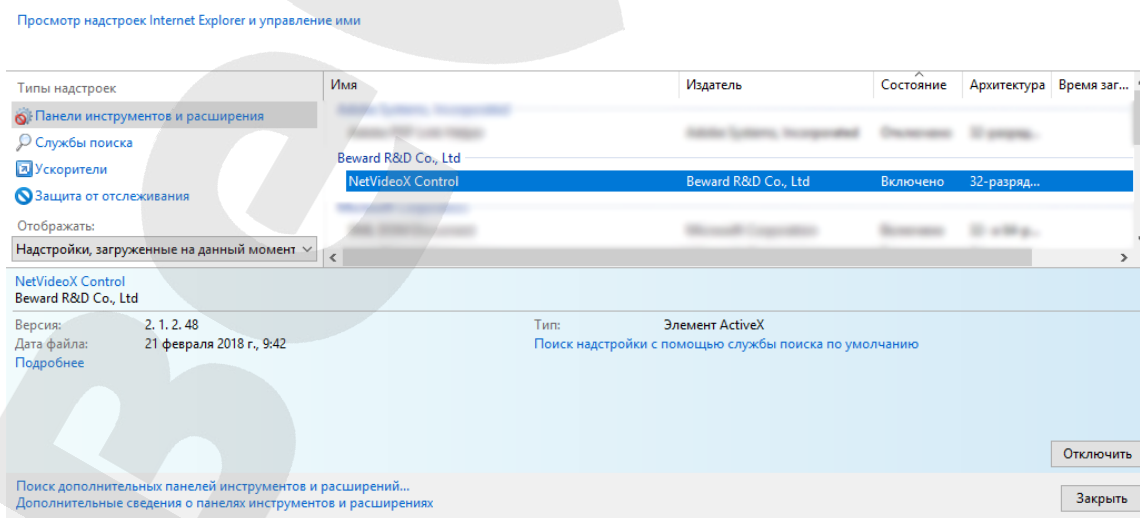 Просмотр надстроек Internet Explorer и управление ими
Типы надстроек
Панели инструментов и расширения
Службы поиска
Ускорители
Защита от отслеживания
Отображать:
Надстройки, загруженные на данный момент
Имя Издатель Состояние Архитектура Время заг...
Beward R&D Co., Ltd
NetVideoX Control Beward R&D Co., Ltd Включено 32-разряд...
NetVideoX Control
Beward R&D Co., Ltd
Версия: 2. 1. 2. 48
Дата файла: 21 февраля 2018 г., 9:42
Подробнее
Тип: Элемент ActiveX
Поиск надстройки с помощью службы поиска по умолчанию
Отключить
Поиск дополнительных панелей инструментов и расширений...
Дополнительные сведения о панелях инструментов и расширениях
Закрыть